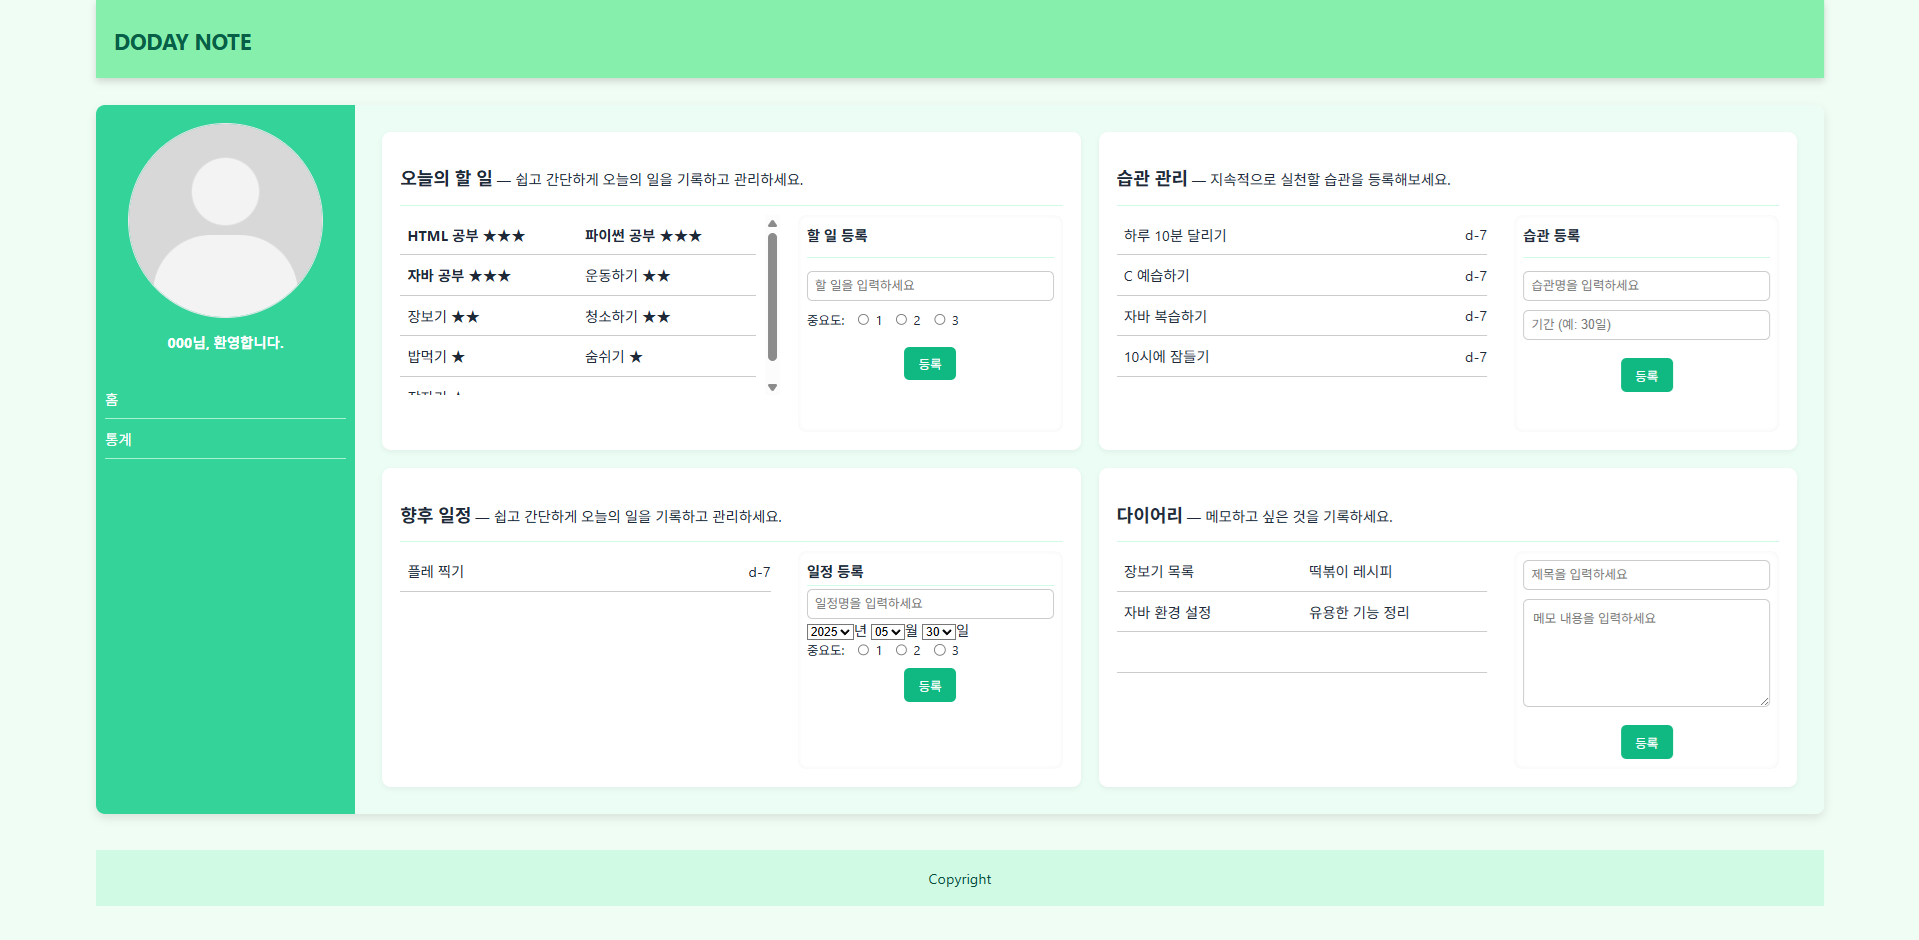 DODAY NOTE
000님, 환영합니다.
홈
통계
오늘의 할 일 — 쉽고 간단하게 오늘의 일을 기록하고 관리하세요.
HTML 공부 ★★★ 파이썬 공부 ★★★
자바 공부 ★★★ 운동하기 ★★
장보기 ★★ 청소하기 ★★
밥먹기 ★ 숨쉬기 ★
할 일 등록
할 일을 입력하세요
중요도: 1 2 3
등록
습관 관리 — 지속적으로 실천할 습관을 등록해보세요.
하루 10분 달리기 d-7
C 예습하기 d-7
자바 복습하기 d-7
10시에 잠들기 d-7
습관 등록
습관명을 입력하세요
기간 (예: 30일)
등록
향후 일정 — 쉽고 간단하게 오늘의 일을 기록하고 관리하세요.
플레 찍기 d-7
일정 등록
일정명을 입력하세요
2025년 05월 30일
중요도: 1 2 3
등록
다이어리 — 메모하고 싶은 것을 기록하세요.
장보기 목록 떡볶이 레시피
자바 환경 설정 유용한 기능 정리
제목을 입력하세요
메모 내용을 입력하세요
등록
Copyright